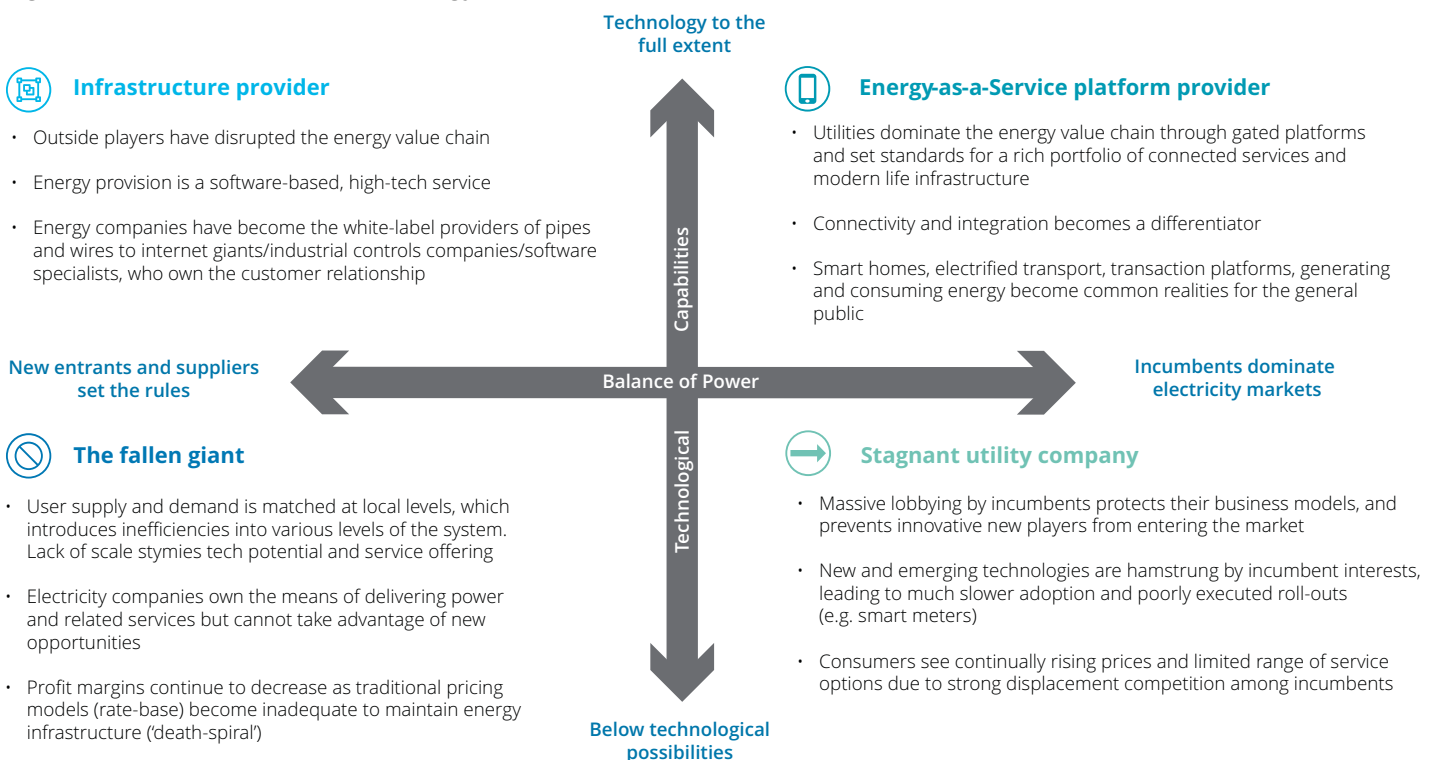 Technology to the
full extent
Infrastructure provider
• Outside players have disrupted the energy value chain
• Energy provision is a software-based, high-tech service
• Energy companies have become the white-label providers of pipes
and wires to internet giants/industrial controls companies/software
specialists, who own the customer relationship
Energy-as-a-Service platform provider
• Utilities dominate the energy value chain through gated platforms
and set standards for a rich portfolio of connected services and
modern life infrastructure
• Connectivity and integration becomes a differentiator
• Smart homes, electrified transport, transaction platforms, generating
and consuming energy become common realities for the general
public
Capabilities
New entrants and suppliers
set the rules
Balance of Power
Incumbents dominate
electricity markets
Technological
The fallen giant
• User supply and demand is matched at local levels, which
introduces inefficiencies into various levels of the system.
Lack of scale stymies tech potential and service offering
• Electricity companies own the means of delivering power
and related services but cannot take advantage of new
opportunities
• Profit margins continue to decrease as traditional pricing
models (rate-base) become inadequate to maintain energy
infrastructure (‘death-spiral’)
Stagnant utility company
• Massive lobbying by incumbents protects their business models, and
prevents innovative new players from entering the market
• New and emerging technologies are hamstrung by incumbent interests,
leading to much slower adoption and poorly executed roll-outs
(e.g. smart meters)
• Consumers see continually rising prices and limited range of service
options due to strong displacement competition among incumbents
Below technological
possibilities